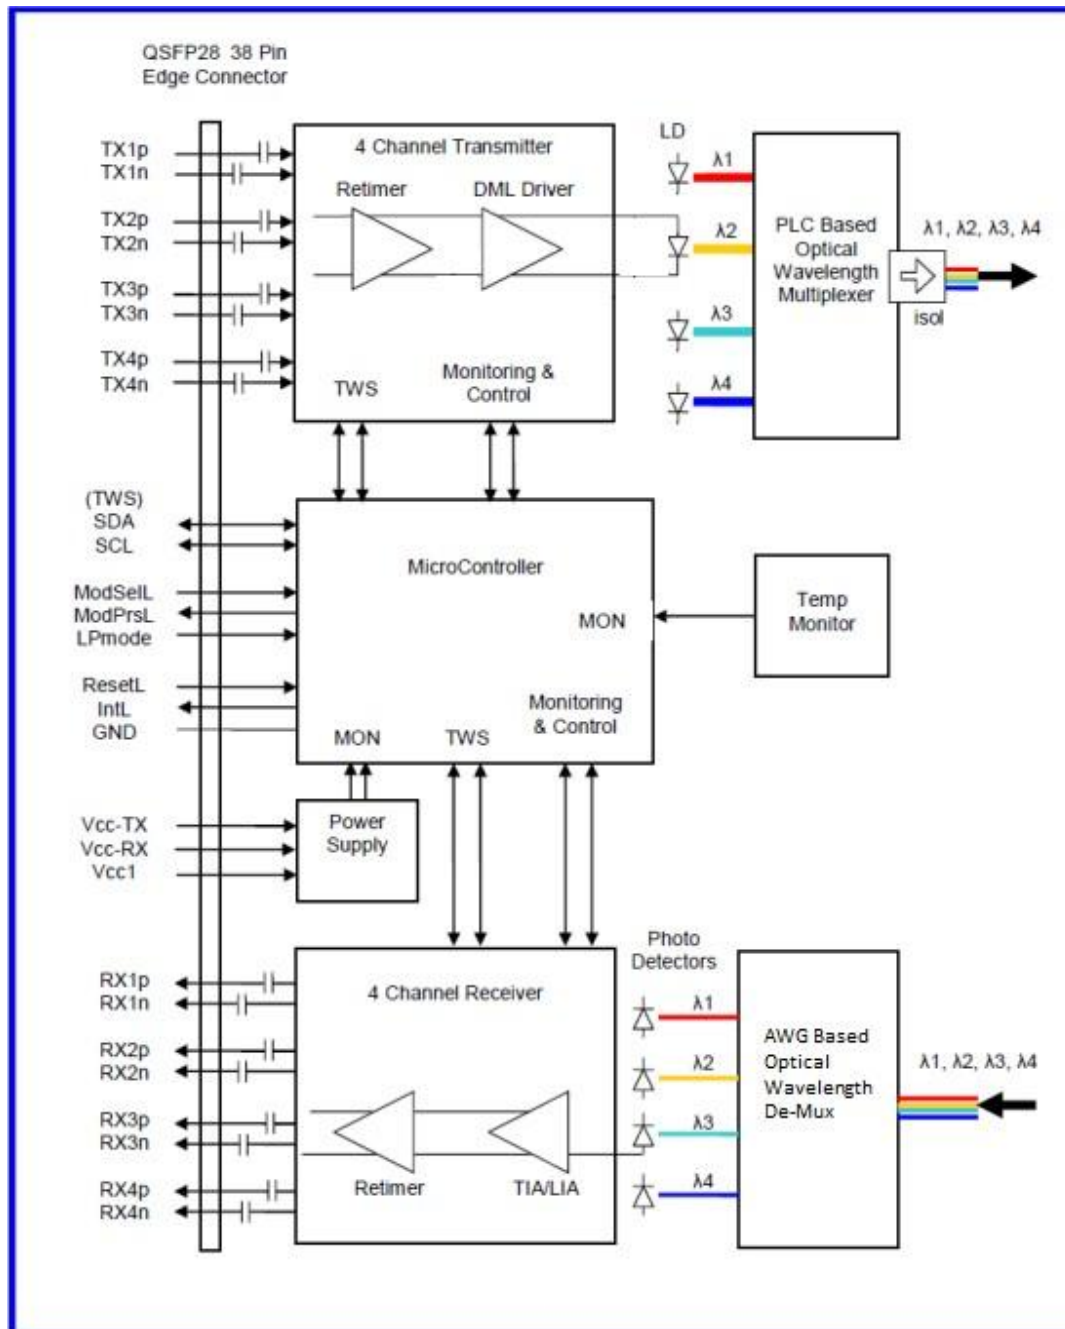 QSFP28 38 Pin
Edge Connector
TX1p
TX1n
TX2p
TX2n
TX3p
TX3n
TX4p
TX4n
4 Channel Transmitter
Retimer
DML Driver
TWS
Monitoring &
Control
LD
λ1
λ2
λ3
λ4
PLC Based
Optical
Wavelength
Multiplexer
isol
λ1, λ2, λ3, λ4
(TWS)
SDA
SCL
ModSelL
ModPrsL
LPmode
ResetL
IntL
GND
MicroController
MON
Monitoring
& Control
MON
TWS
Temp
Monitor
Vcc-TX
Vcc-RX
Vcc1
Power
Supply
RX1p
RX1n
RX2p
RX2n
RX3p
RX3n
RX4p
RX4n
4 Channel Receiver
Retimer
TIA/LIA
Photo
Detectors
λ1
λ2
λ3
λ4
AWG Based
Optical
Wavelength
De-Mux
λ1, λ2, λ3, λ4